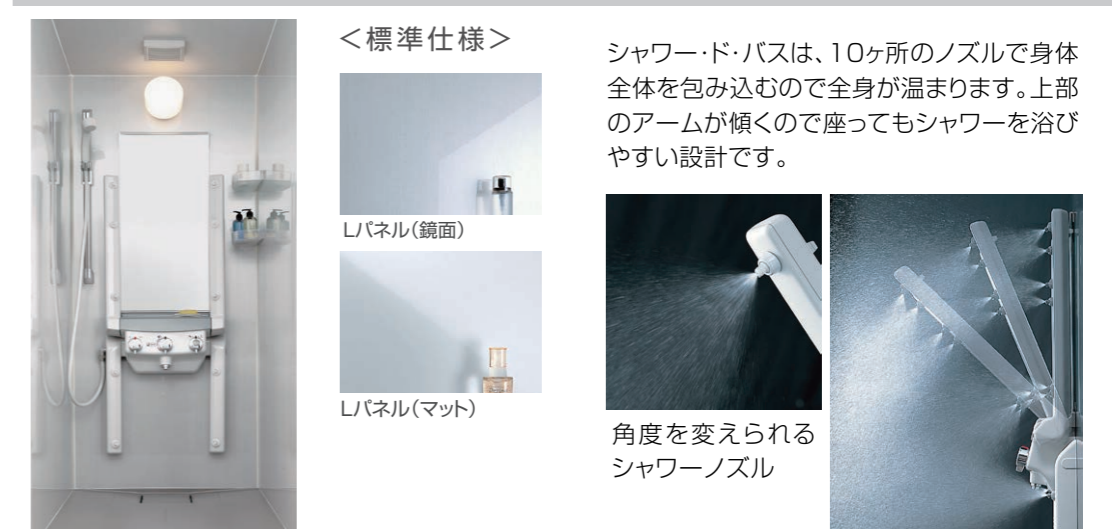 ＜標準仕様＞
Lパネル（鏡面）
Lパネル（マット）
シャワー・ド・バスは、10ヶ所のノズルで身体
全体を包み込むので全身が温まります。上部
のアームが傾くので座ってもシャワーを浴び
やすい設計です。
角度を変えられる
シャワーノズル